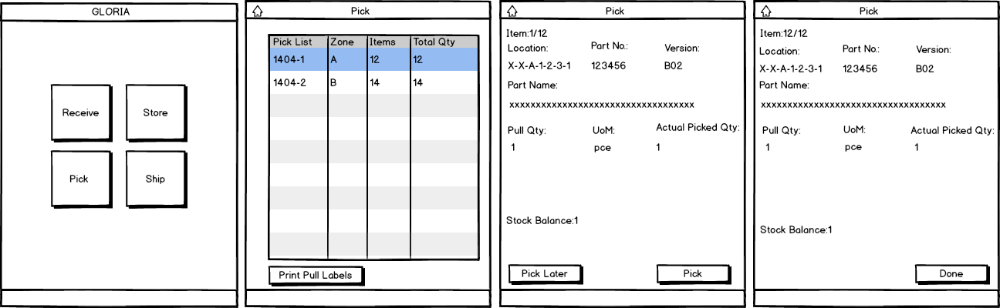 GLORIA
Receive
Store
Pick
Ship
Pick
Pick List Zone Items Total Qty
1404-1 A 12 12
1404-2 B 14 14
Print Pull Labels
Pick
Item:1/12
Location: Part No.: Version:
X-X-A-1-2-3-1 123456 B02
Part Name:
xxxxxxxxxxxxxxxxxxxxxxxxxxxxxxxxxxx
Pull Qty: UoM: Actual Picked Qty:
1 pce 1
Stock Balance:1
Pick Later
Pick
Pick
Item:12/12
Location: Part No.: Version:
X-X-A-1-2-3-1 123456 B02
Part Name:
xxxxxxxxxxxxxxxxxxxxxxxxxxxxxxxxxxx
Pull Qty: UoM: Actual Picked Qty:
1 pce 1
Stock Balance:1
Done